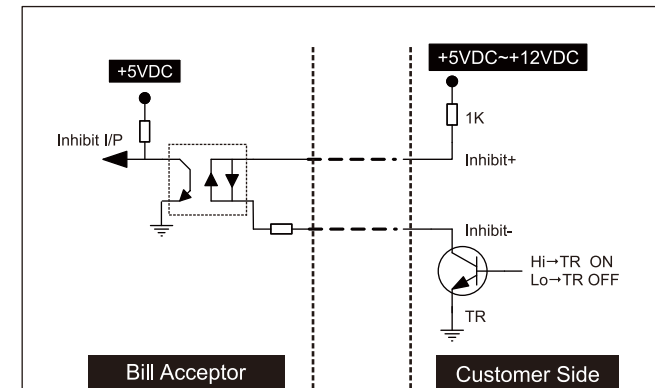 +5VDC
+5VDC~+12VDC
1K
Inhibit I/P
Inhibit+
Inhibit-
Hi→TR ON
Lo→TR OFF
TR
Bill Acceptor
Customer Side